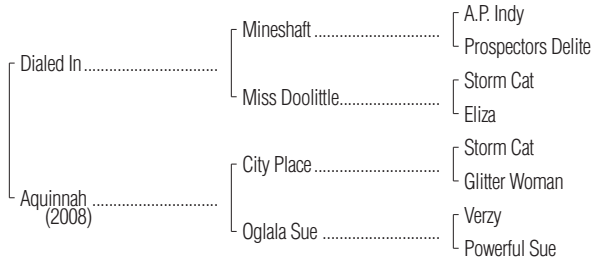 A.P. Indy
Mineshaft
Prospectors Delite
Dialed In
Storm Cat
Miss Doolittle
Eliza
Storm Cat
City Place
Glitter Woman
Aquinnah
(2008)
Verzy
Oglala Sue
Powerful Sue